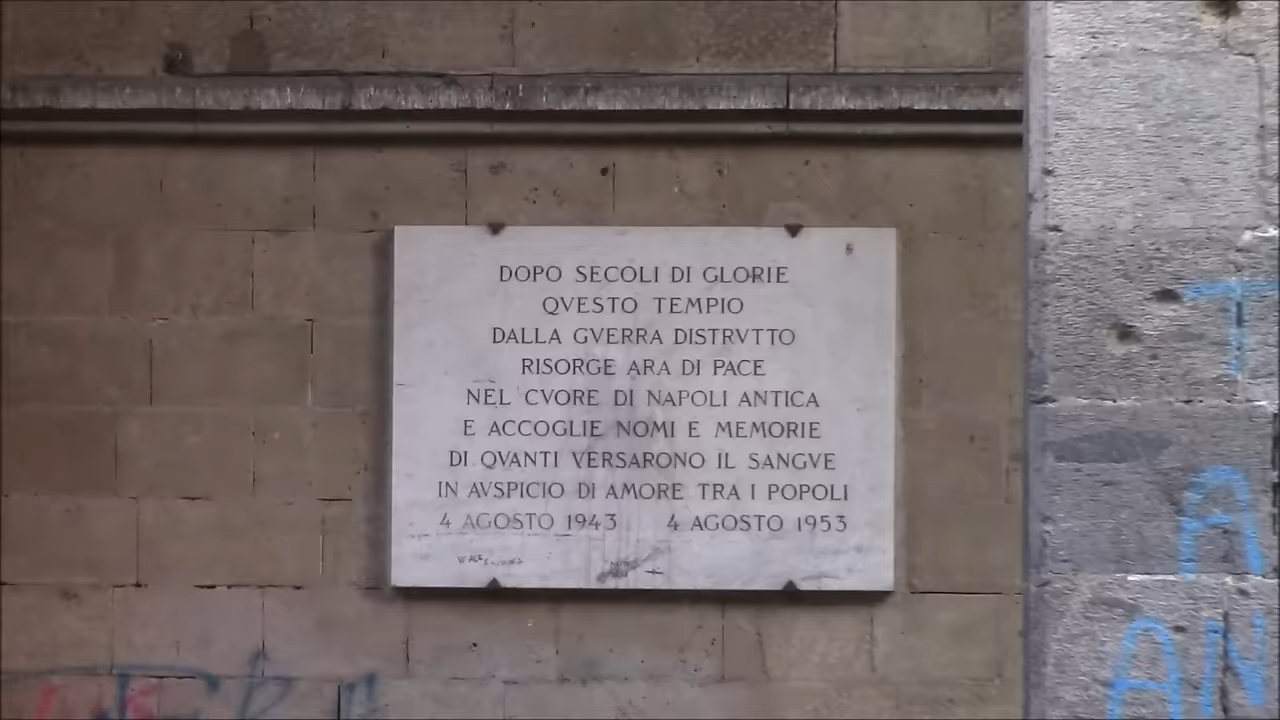 DOPO SECOLI DI GLORIE
QVESTO TEMPIO
DALLA GVERRA DISTRVTTO
RISORGE ARA DI PACE
NEL CVORE DI NAPOLI ANTICA
E ACCOGLIE NOMI E MEMORIE
DI QVANTI VERSARONO IL SANGVE
IN AVSPICIO DI AMORE TRA I POPOLI
4 AGOSTO 1943 4 AGOSTO 1953
T
A
AN